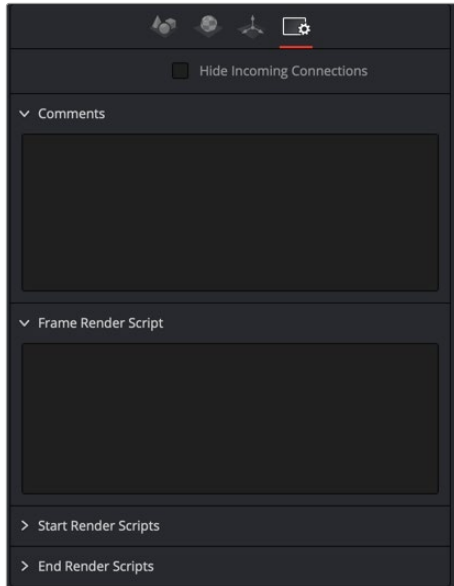 Hide Incoming Connections
Comments
Frame Render Script
Start Render Scripts
End Render Scripts